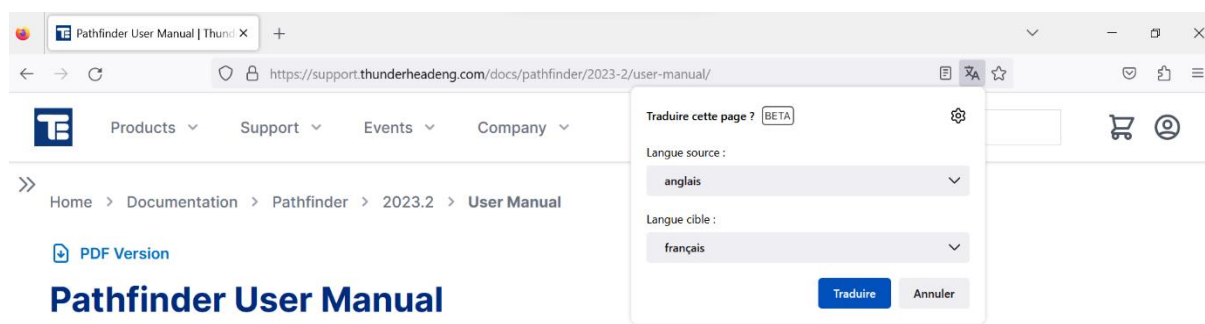 Pathfinder User Manual | Thund
https://support.thunderheadeng.com/docs/pathfinder/2023-2/user-manual/
TE Products Support Events Company
Traduire cette page ? BETA
Langue source :
anglais
Langue cible :
français
Traduire Annuler
Home > Documentation > Pathfinder > 2023.2 > User Manual
PDF Version
Pathfinder User Manual